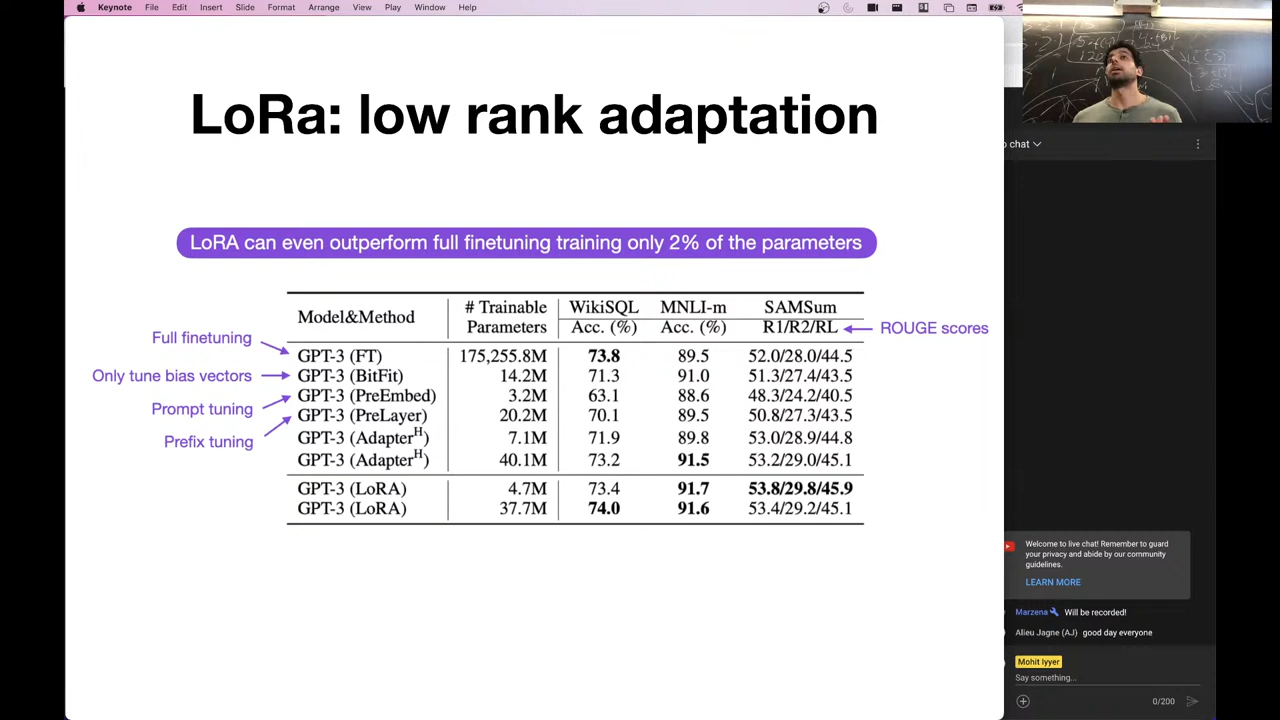 Keynote File Edit Insert Slide Format Arrange View Play Window Help
LoRa: low rank adaptation
LoRA can even outperform full finetuning training only 2% of the parameters
Model&Method # Trainable Parameters WikiSQL MNLI-m SAMSum
Acc. (%) Acc. (%) R1/R2/RL ROUGE scores
Full finetuning
GPT-3 (FT) 175,255.8M 73.8 89.5 52.0/28.0/44.5
Only tune bias vectors GPT-3 (BitFit) 14.2M 71.3 91.0 51.3/27.4/43.5
GPT-3 (PreEmbed) 3.2M 63.1 88.6 48.3/24.2/40.5
Prompt tuning
GPT-3 (PreLayer) 20.2M 70.1 89.5 50.8/27.3/43.5
Prefix tuning
GPT-3 (AdapterH) 7.1M 71.9 89.8 53.0/28.9/44.8
GPT-3 (AdapterH) 40.1M 73.2 91.5 53.2/29.0/45.1
GPT-3 (LoRA) 4.7M 73.4 91.7 53.8/29.8/45.9
GPT-3 (LoRA) 37.7M 74.0 91.6 53.4/29.2/45.1
chat
Welcome to live chat! Remember to guard
your privacy and abide by our community
guidelines.
LEARN MORE
Marzena Will be recorded!
Alieu Jagne (AJ) good day everyone
Mohit Iyyer
Say something...
0/200